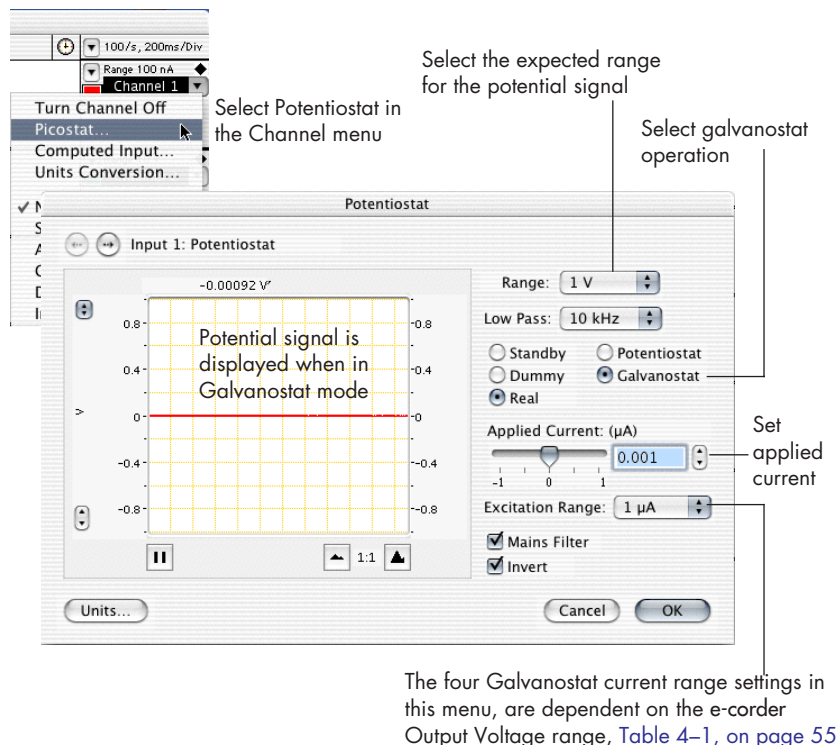 100/s, 200ms/Div
Range 100 nA
Channel 1
Turn Channel Off
Picostat...
Computed Input...
Units Conversion...
Select Potentiostat in
the Channel menu
Select the expected range
for the potential signal
Select galvanostat
operation
Potentiostat
Input 1: Potentiostat
-0.00092 V
Range: 1 V
Low Pass: 10 kHz
Standby Potentiostat
Dummy Galvanostat
Real
Potential signal is
displayed when in
Galvanostat mode
V
0.8 0.8
0.4 0.4
0 0
-0.4 -0.4
-0.8 -0.8
1:1
Applied Current: (µA)
0.001
-1 0 1
Set
applied
current
Excitation Range: 1 µA
Mains Filter
Invert
Units...
Cancel OK
The four Galvanostat current range settings in
this menu, are dependent on the e-corder
Output Voltage range, Table 4–1, on page 55